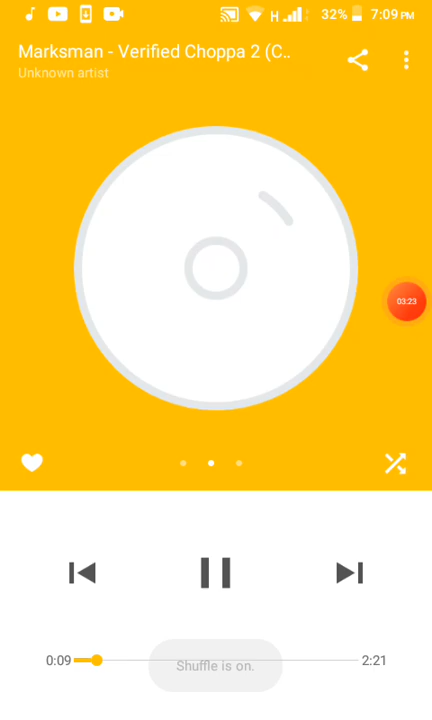 H 32% 7:09 PM
Marksman - Verified Choppa 2 (C..
Unknown artist
03:23
0:09 2:21
Shuffle is on.